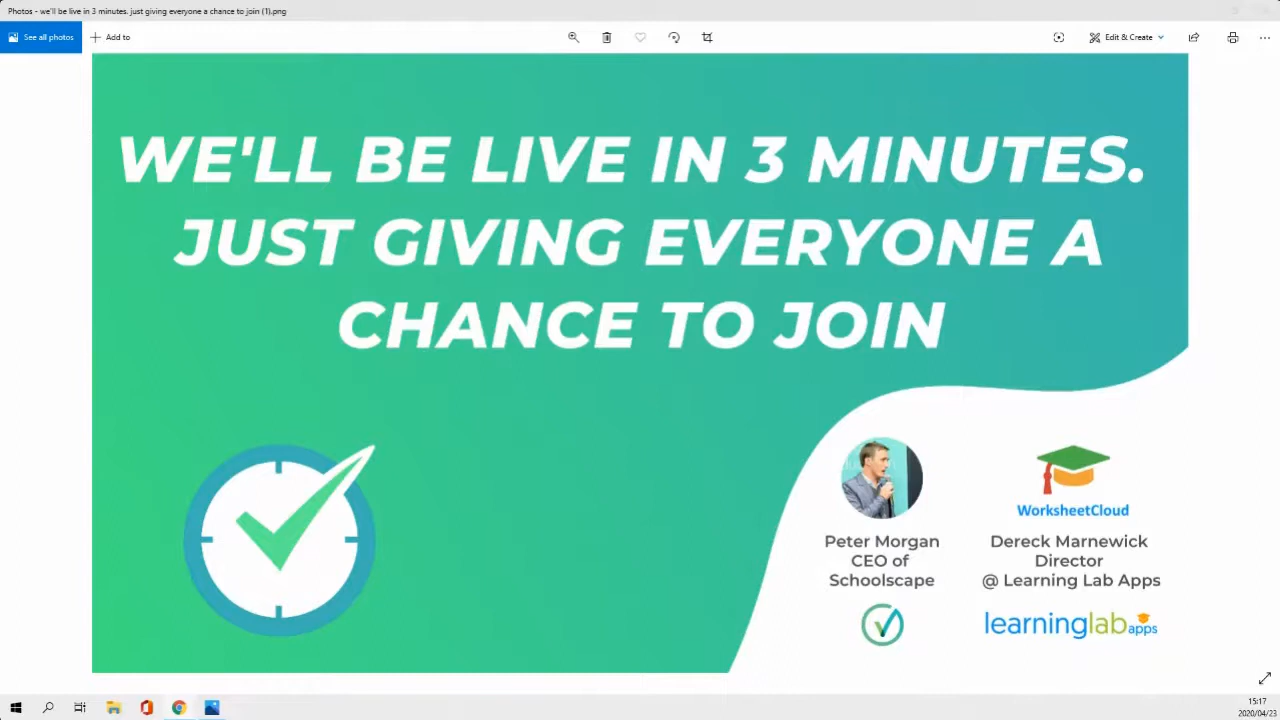 Photos - we'll be live in 3 minutes. just giving everyone a chance to join (1).png
See all photos
Add to
Edit & Create
WE'LL BE LIVE IN 3 MINUTES.
JUST GIVING EVERYONE A
CHANCE TO JOIN
WorksheetCloud
Peter Morgan
CEO of
Schoolscape
Dereck Marnewick
Director
@ Learning Lab Apps
learninglabapps
15:17
2020/04/23